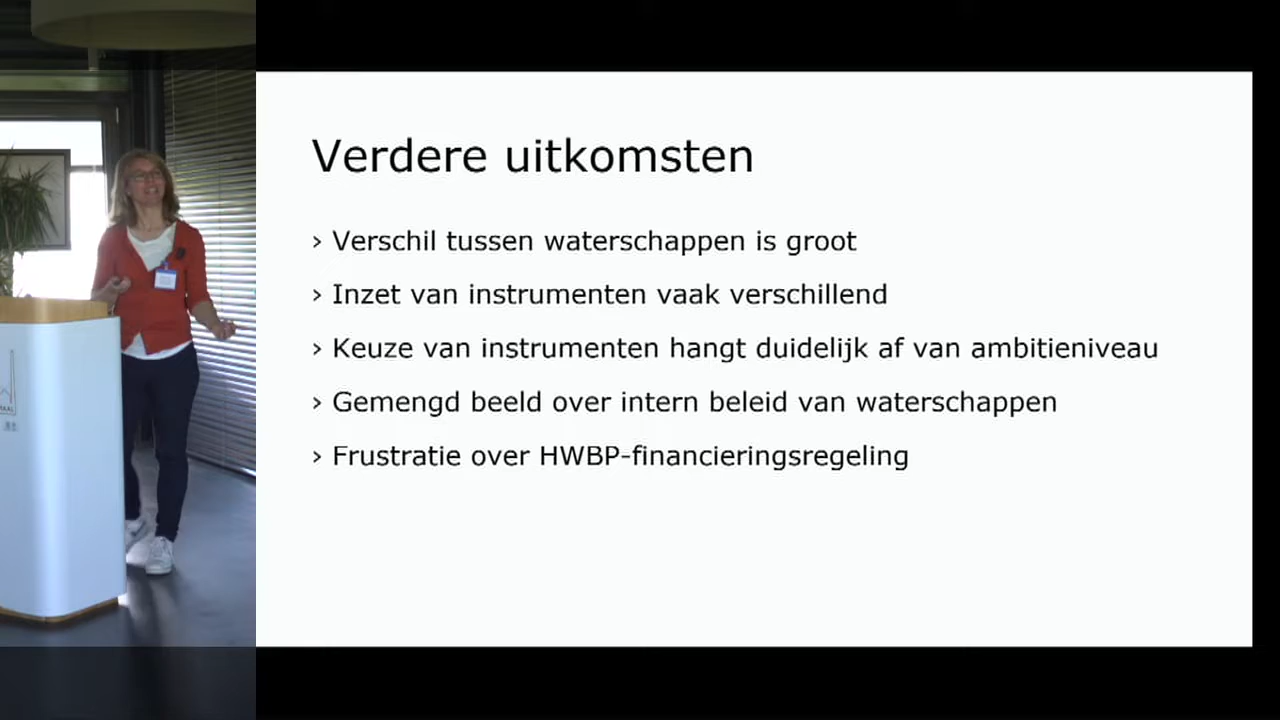 Verdere uitkomsten
› Verschil tussen waterschappen is groot
› Inzet van instrumenten vaak verschillend
› Keuze van instrumenten hangt duidelijk af van ambitieniveau
› Gemengd beeld over intern beleid van waterschappen
› Frustratie over HWBP-financieringsregeling